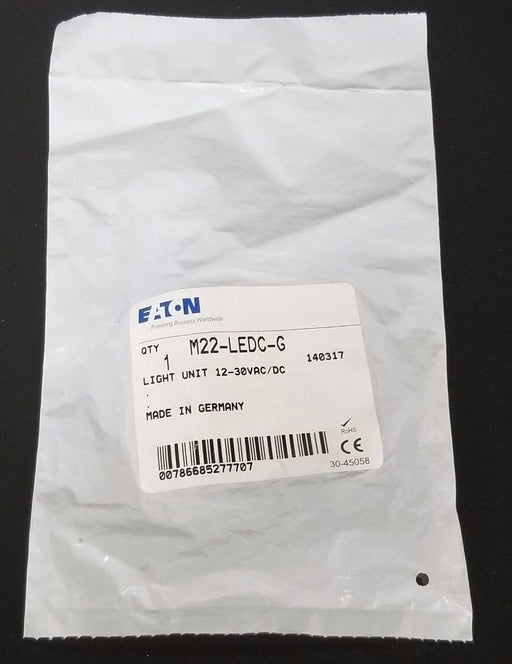 EATON
Powering Business Worldwide
QTY 1 M22-LEDC-G 140317
LIGHT UNIT 12-30VAC/DC
.
.
MADE IN GERMANY
RoHS
CE
00786685277707
30-45058